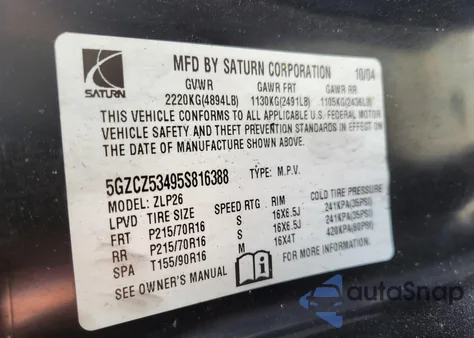 SATURN
MFD BY SATURN CORPORATION 10/04
GVWR GAWR FRT GAWR RR
2220KG(4894LB) 1130KG(2491LB) 1105KG(2436LB)
THIS VEHICLE CONFORMS TO ALL APPLICABLE U.S. FEDERAL MOTOR
VEHICLE SAFETY AND THEFT PREVENTION STANDARDS IN EFFECT ON
THE DATE OF MANUFACTURE SHOWN ABOVE.
5GZCZ53495S816388 TYPE: M.P.V.
MODEL: ZLP26
LPVD TIRE SIZE SPEED RTG RIM COLD TIRE PRESSURE
FRT P215/70R16 S 16X6.5J 241KPA(35PSI)
RR P215/70R16 S 16X6.5J 241KPA(35PSI)
SPA T155/90R16 M 16X4T 420KPA(60PSI)
SEE OWNER'S MANUAL FOR MORE INFORMATION.
autoSnap